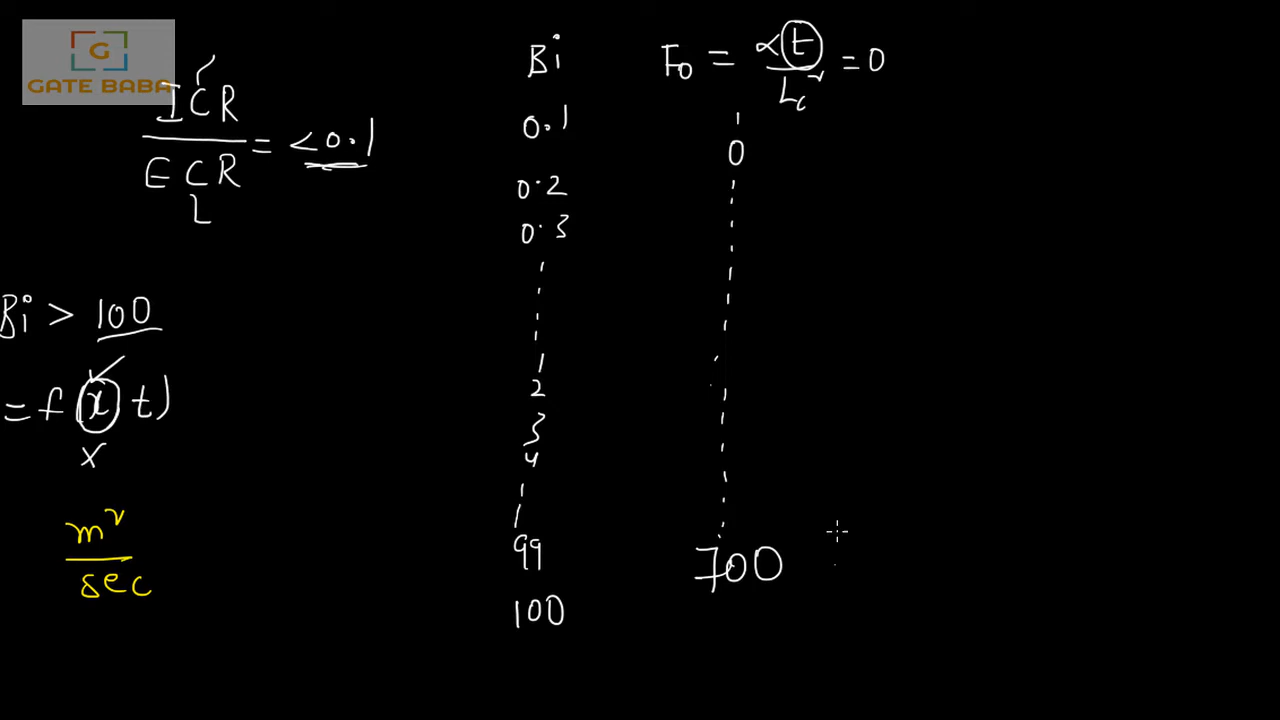 G
GATE BABA
ICR
ECR = <0.1
L
Bi > 100
= f(x t)
x
m²
sec
Bi
0.1
0.2
0.3
1
2
3
4
99
100
Fo = αt/Lc² = 0
0
700